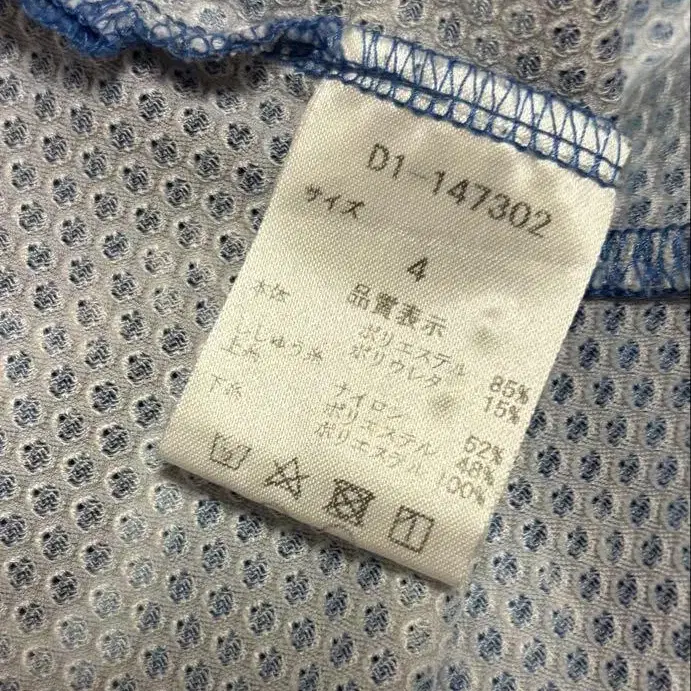 D1-147302
サイズ
4
品質表示
本体 ポリエステル 85%
ポリウレタン 15%
ししゅう糸
上糸 ナイロン 52%
ポリエステル 48%
下糸 ポリエステル 100%